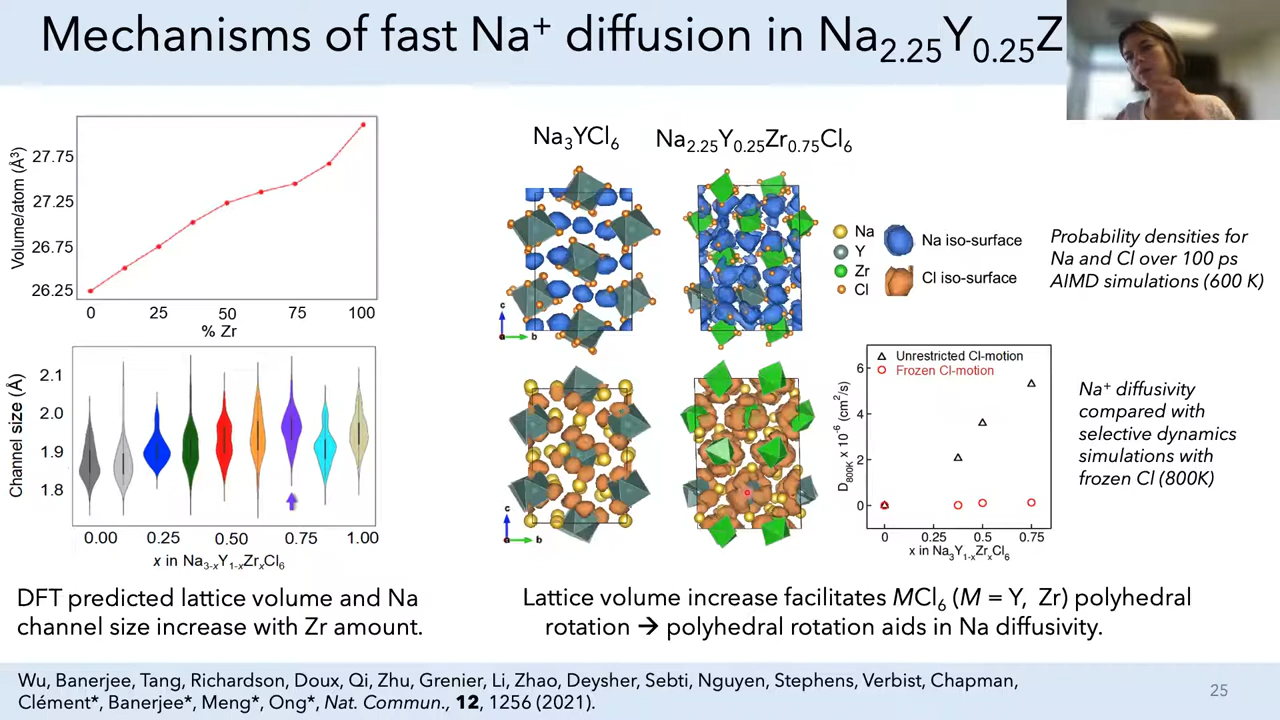 Mechanisms of fast Na⁺ diffusion in Na₂.₂₅Y₀.₂₅Z
Volume/atom (Å³)
27.75
27.25
26.75
26.25
0 25 50 75 100
% Zr
Channel size (Å)
2.1
2.0
1.9
1.8
0.00 0.25 0.50 0.75 1.00
x in Na₃₋ₓY₁₋ₓZrₓCl₆
DFT predicted lattice volume and Na
channel size increase with Zr amount.
Na₃YCl₆
Na₂.₂₅Y₀.₂₅Zr₀.₇₅Cl₆
c
b
Na
Y
Zr
Cl
Na iso-surface
Cl iso-surface
Probability densities for
Na and Cl over 100 ps
AIMD simulations (600 K)
c
b
Unrestricted Cl-motion
Frozen Cl-motion
D₈₀₀K x 10⁻⁶ (cm²/s)
6
4
2
0
0 0.25 0.5 0.75
x in Na₃Y₁₋ₓZrₓCl₆
Na⁺ diffusivity
compared with
selective dynamics
simulations with
frozen Cl (800K)
Lattice volume increase facilitates MCl₆ (M = Y, Zr) polyhedral
rotation → polyhedral rotation aids in Na diffusivity.
Wu, Banerjee, Tang, Richardson, Doux, Qi, Zhu, Grenier, Li, Zhao, Deysher, Sebti, Nguyen, Stephens, Verbist, Chapman,
Clément*, Banerjee*, Meng*, Ong*, Nat. Commun., 12, 1256 (2021).
25